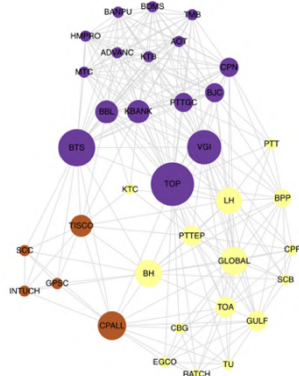 BDMS
BANPU
TMB
HMPRO
ACT
ADVANC
KTB
CPN
MTC
BJC
PTTGC
BBL
KBANK
BTS
VGI
PTT
TOP
KTC
LH
BPP
TISCO
PTTEP
CPF
SCC
GLOBAL
BH
SCB
GPSC
INTUCH
TOA
GULF
CPALL
CBG
EGCO
TU
RATCH